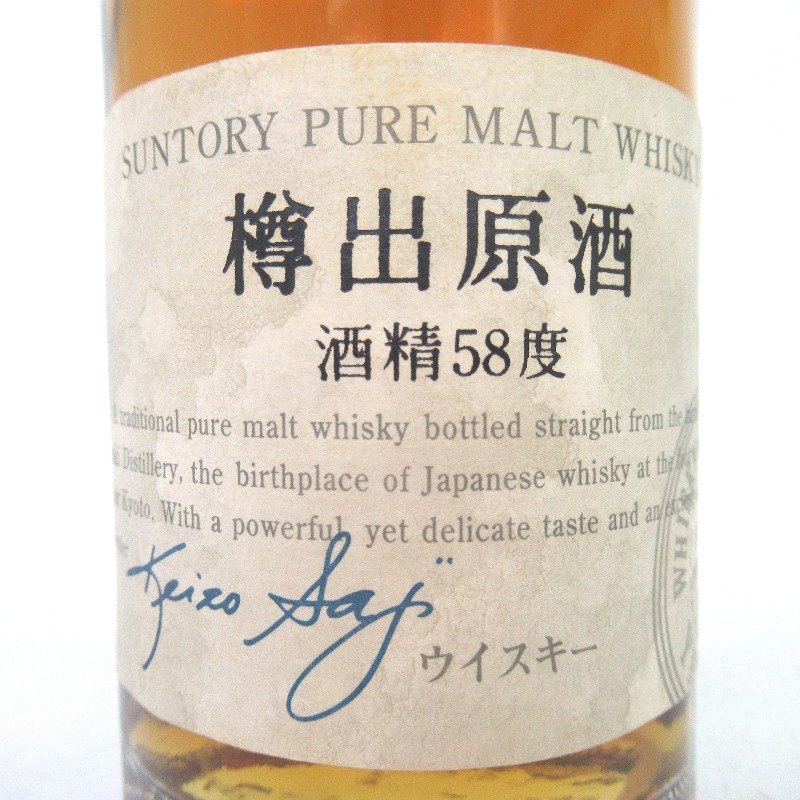 SUNTORY PURE MALT WHISKY
樽出原酒
酒精58度
traditional pure malt whisky bottled straight from the
Distillery, the birthplace of Japanese whisky at the
Kyoto. With a powerful, yet delicate taste and an
Keizo Saji
ウイスキー
WHI